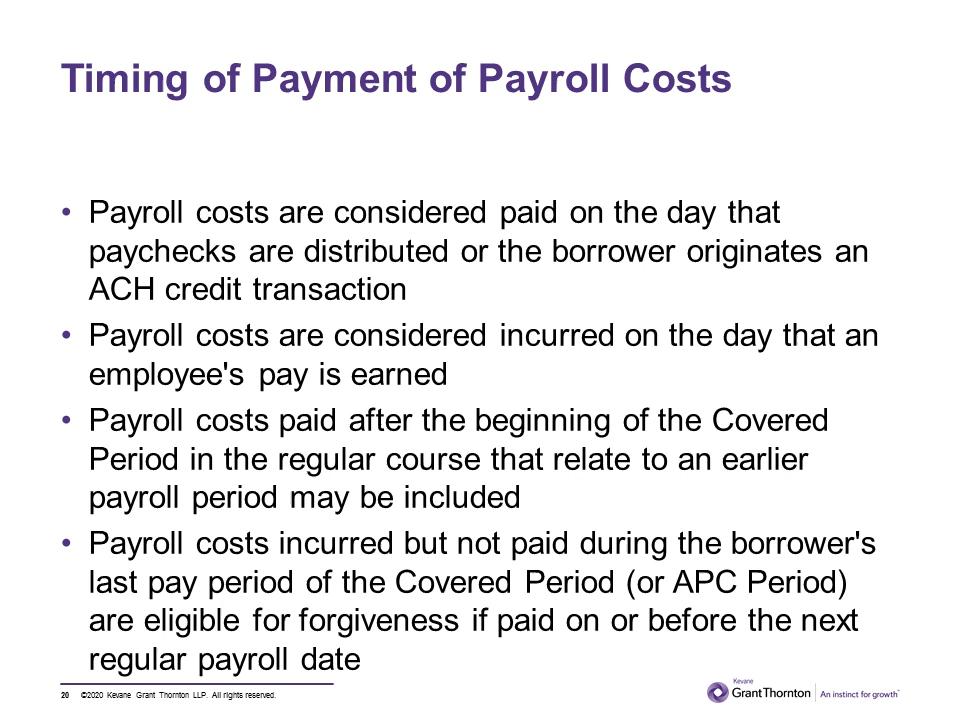 Timing of Payment of Payroll Costs
• Payroll costs are considered paid on the day that
paychecks are distributed or the borrower originates an
ACH credit transaction
• Payroll costs are considered incurred on the day that an
employee's pay is earned
• Payroll costs paid after the beginning of the Covered
Period in the regular course that relate to an earlier
payroll period may be included
• Payroll costs incurred but not paid during the borrower's
last pay period of the Covered Period (or APC Period)
are eligible for forgiveness if paid on or before the next
regular payroll date
20 ©2020 Kevane Grant Thornton LLP. All rights reserved.
Kevane
GrantThornton An instinct for growth™